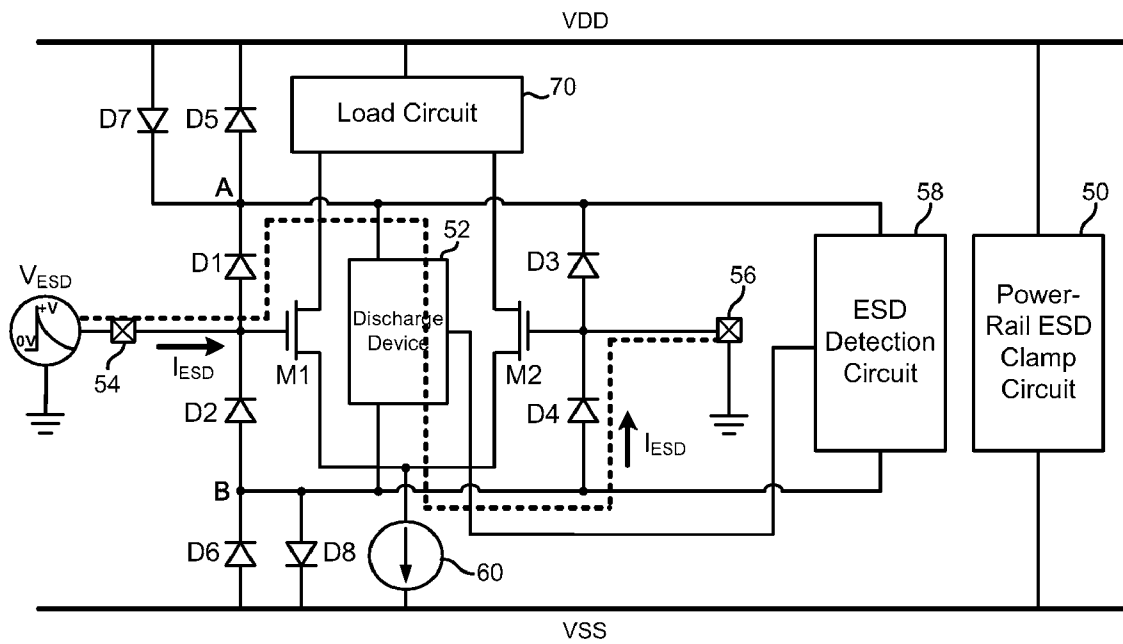 VDD
70
Load Circuit
D7
D5
A
58
50
52
D1
D3
56
VESD
+V
0V
Discharge
Device
ESD
Detection
Circuit
Power-
Rail ESD
Clamp
Circuit
54
IESD
M1
M2
D2
D4
IESD
B
D6
D8
60
VSS